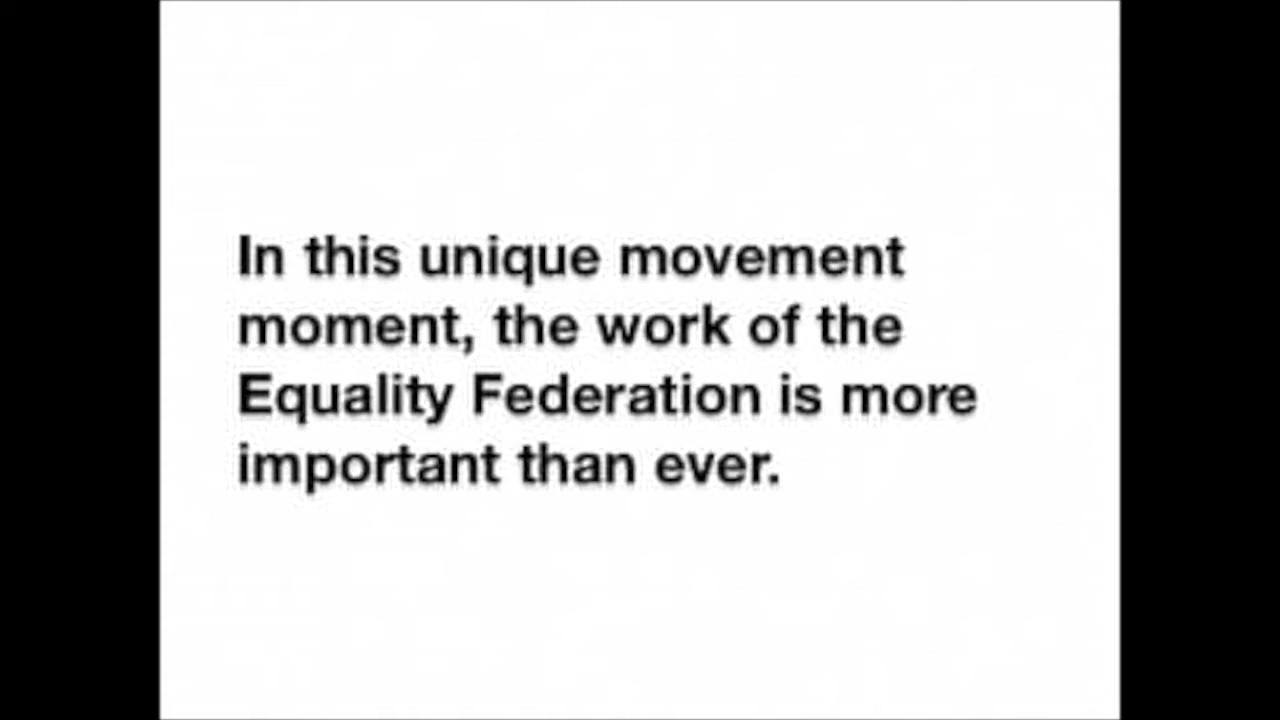 In this unique movement
moment, the work of the
Equality Federation is more
important than ever.